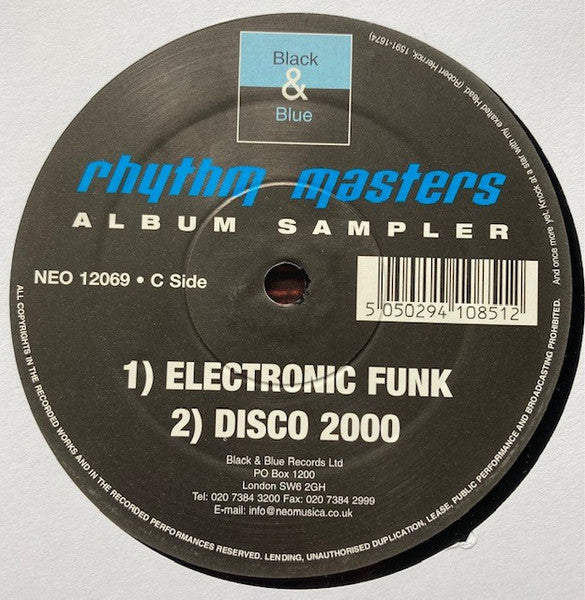 Black
&
Blue
rhythm masters
ALBUM SAMPLER
NEO 12069 • C Side
5 050294 108512
1) ELECTRONIC FUNK
2) DISCO 2000
Black & Blue Records Ltd
PO Box 1200
London SW6 2GH
Tel: 020 7384 3200 Fax: 020 7384 2999
E-mail: info@neomusica.co.uk
ALL COPYRIGHTS IN THE RECORDED WORKS AND IN THE RECORDED PERFORMANCES RESERVED. LENDING, UNAUTHORISED DUPLICATION, LEASE, PUBLIC PERFORMANCE AND BROADCASTING PROHIBITED.
And once more yet, Knock at a star with my exalted Head. (Robert Herrick, 1591-1674)